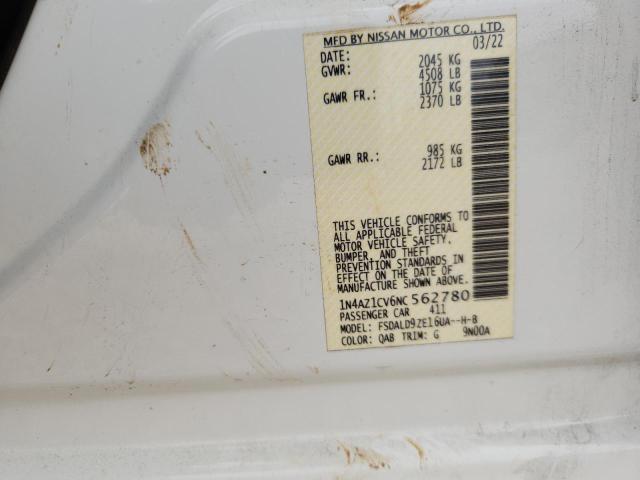 MFD BY NISSAN MOTOR CO., LTD.
DATE: 03/22
GVWR: 2045 KG
4508 LB
GAWR FR.: 1075 KG
2370 LB
GAWR RR.: 985 KG
2172 LB
THIS VEHICLE CONFORMS TO
ALL APPLICABLE FEDERAL
MOTOR VEHICLE SAFETY,
BUMPER, AND THEFT
PREVENTION STANDARDS IN
EFFECT ON THE DATE OF
MANUFACTURE SHOWN ABOVE.
1N4AZ1CV6NC562780
PASSENGER CAR 411
MODEL: FSDALD9ZE16UA--H-B
COLOR: QAB TRIM: G 9N00A